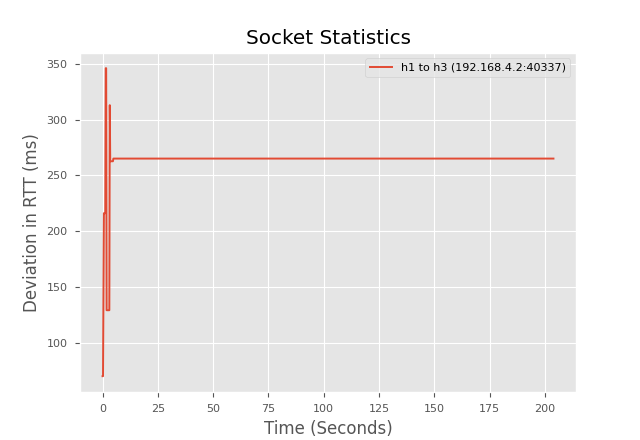 Socket Statistics
h1 to h3 (192.168.4.2:40337)
350
300
250
200
150
100
Deviation in RTT (ms)
0 25 50 75 100 125 150 175 200
Time (Seconds)